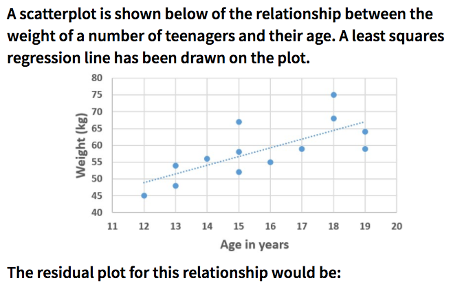 A scatterplot is shown below of the relationship between the
weight of a number of teenagers and their age. A least squares
regression line has been drawn on the plot.
80
75
70
65
60
55
50
45
40
Weight (kg)
11 12 13 14 15 16 17 18 19 20
Age in years
The residual plot for this relationship would be: